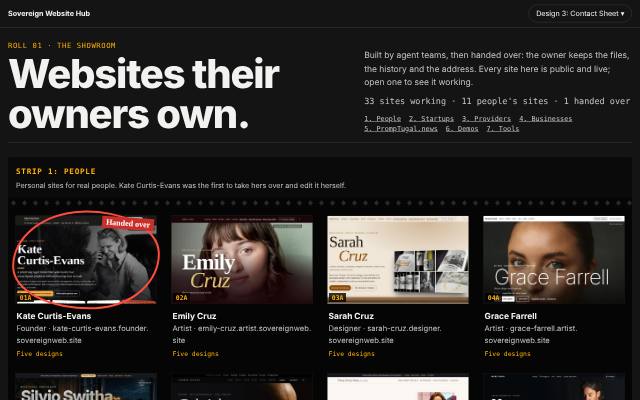 Sovereign Website Hub
Design 3: Contact Sheet ▾
ROLL 01 · THE SHOWROOM
Websites their
owners own.
Built by agent teams, then handed over: the owner keeps the files,
the history and the address. Every site here is public and live;
open one to see it working.
33 sites working · 11 people's sites · 1 handed over
1. People 2. Startups 3. Providers 4. Businesses
5. PrompTugal.news 6. Demos 7. Tools
STRIP 1: PEOPLE
Personal sites for real people. Kate Curtis-Evans was the first to take hers over and edit it herself.
Handed over
Kate
Curtis-Evans
01A
Emily
Cruz
02A
Sarah
Cruz
03A
Grace Farrell
04A
Kate Curtis-Evans
Founder · kate-curtis-evans.founder.
sovereignweb.site
Five designs
Emily Cruz
Artist · emily-cruz.artist.sovereignweb.
site
Five designs
Sarah Cruz
Designer · sarah-cruz.designer.
sovereignweb.site
Five designs
Grace Farrell
Artist · grace-farrell.artist.
sovereignweb.site
Five designs
Silvio Switha